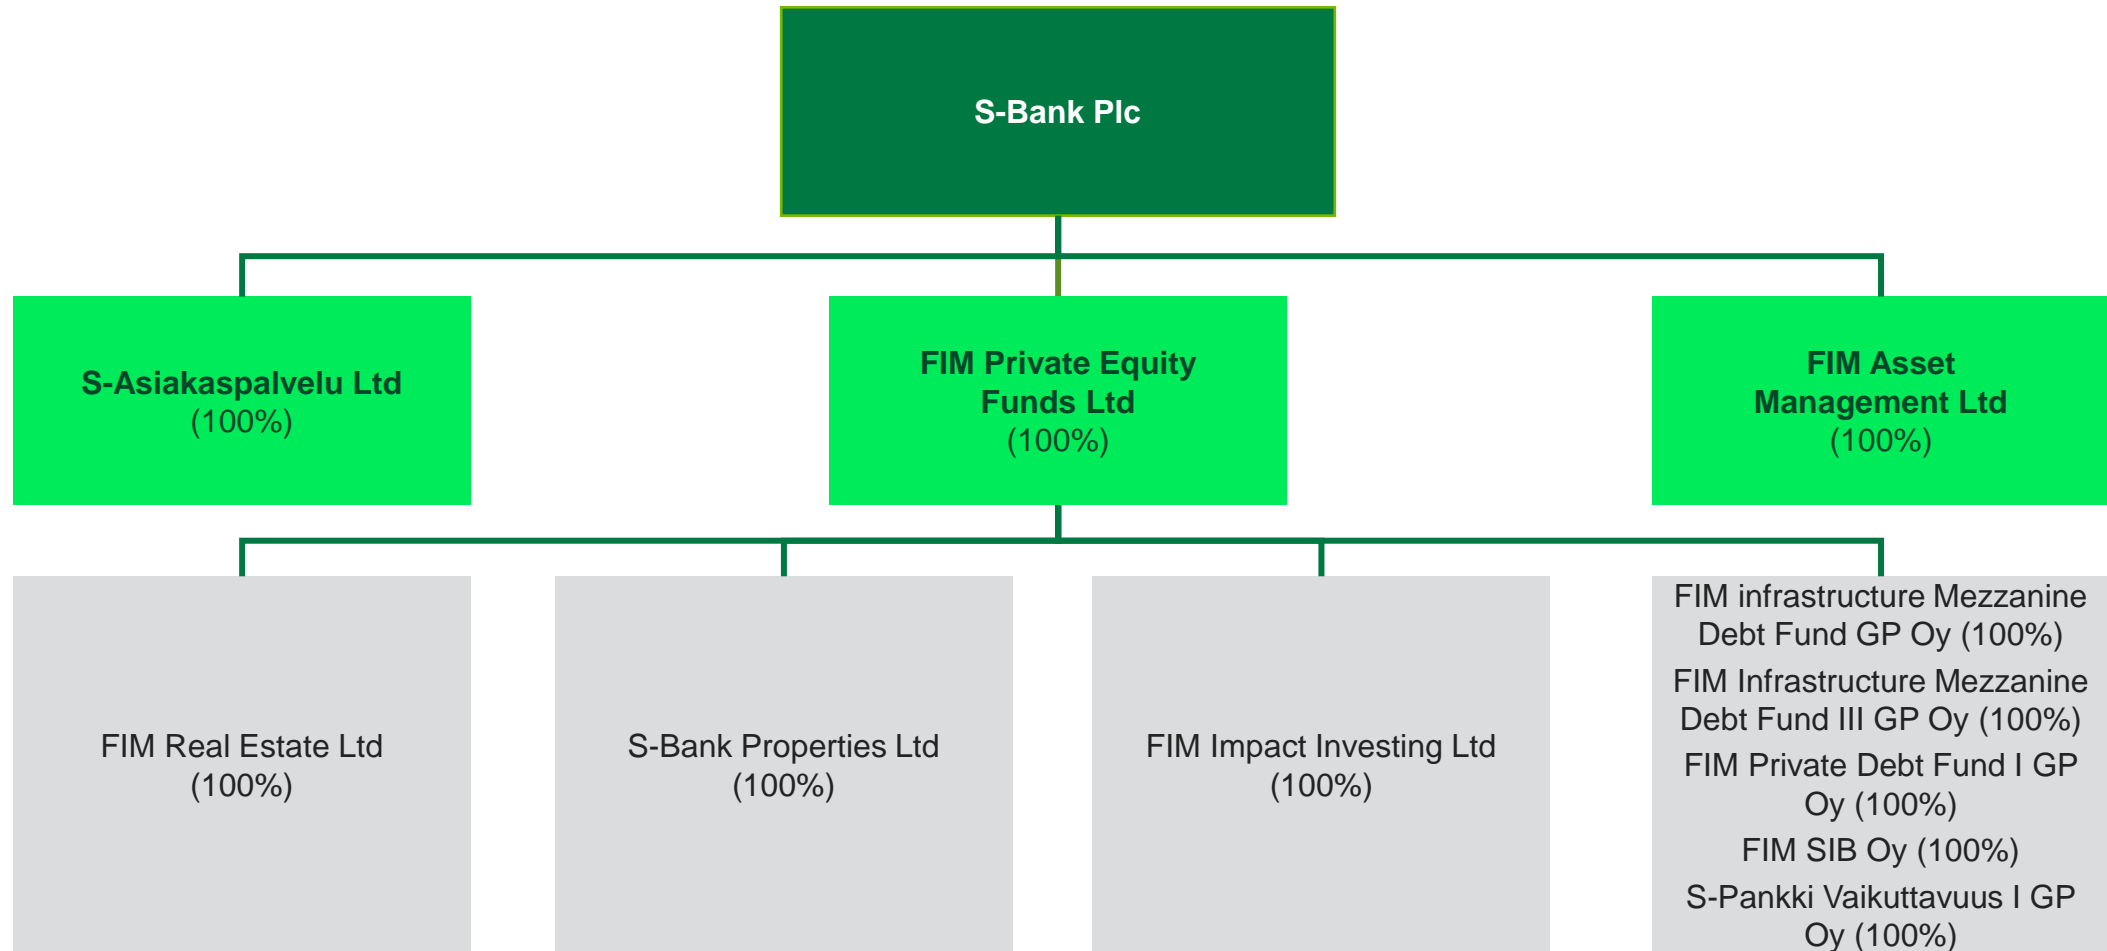 S-Bank Plc
S-Asiakaspalvelu Ltd
(100%)
FIM Private Equity
Funds Ltd
(100%)
FIM Asset
Management Ltd
(100%)
FIM Real Estate Ltd
(100%)
S-Bank Properties Ltd
(100%)
FIM Impact Investing Ltd
(100%)
FIM infrastructure Mezzanine
Debt Fund GP Oy (100%)
FIM Infrastructure Mezzanine
Debt Fund III GP Oy (100%)
FIM Private Debt Fund I GP
Oy (100%)
FIM SIB Oy (100%)
S-Pankki Vaikuttavuus I GP
Oy (100%)